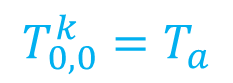 $T_{0,0}^{k} = T_a$